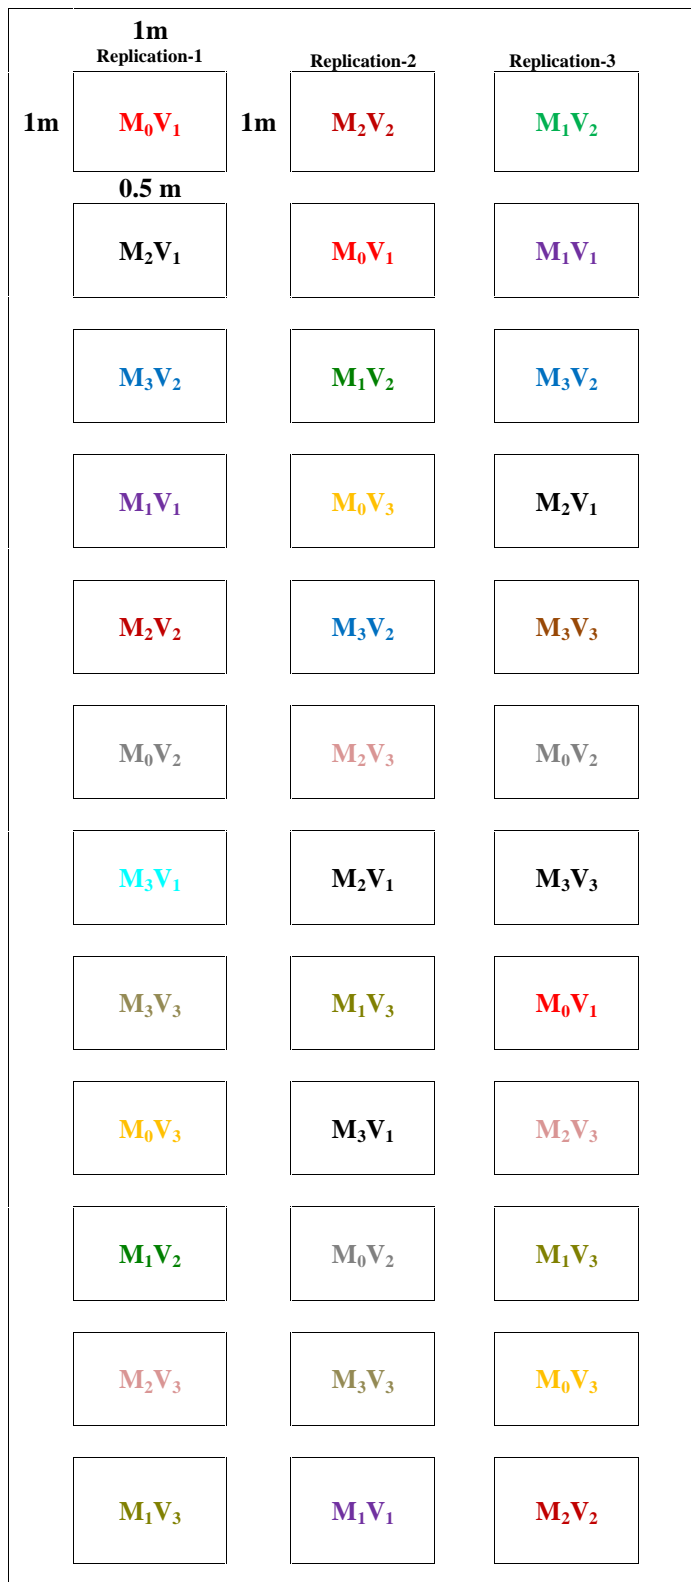 1m
Replication-1 Replication-2 Replication-3
1m M₀V₁ 1m M₂V₂ M₁V₂
0.5 m
M₂V₁ M₀V₁ M₁V₁
M₃V₂ M₁V₂ M₃V₂
M₁V₁ M₀V₃ M₂V₁
M₂V₂ M₃V₂ M₃V₃
M₀V₂ M₂V₃ M₀V₂
M₃V₁ M₂V₁ M₃V₃
M₃V₃ M₁V₃ M₀V₁
M₀V₃ M₃V₁ M₂V₃
M₁V₂ M₀V₂ M₁V₃
M₂V₃ M₃V₃ M₀V₃
M₁V₃ M₁V₁ M₂V₂